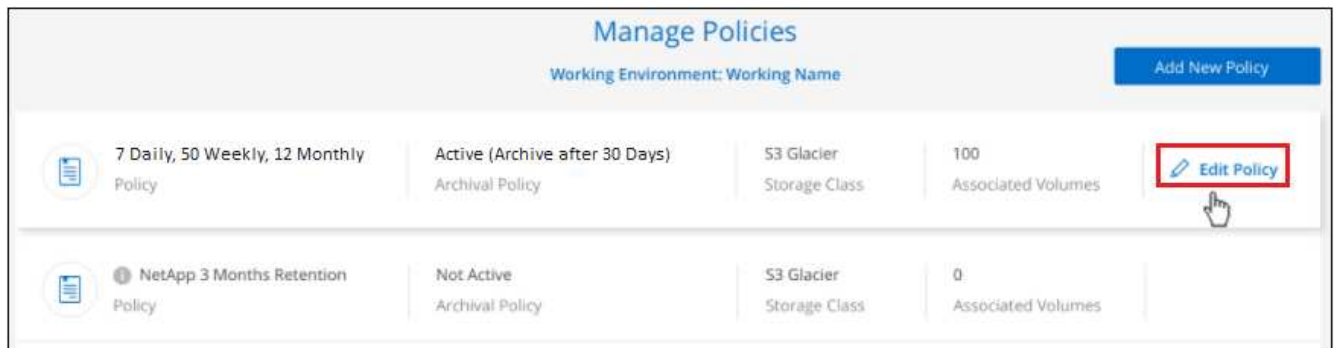 Manage Policies
Working Environment: Working Name
Add New Policy
7 Daily, 50 Weekly, 12 Monthly
Policy
Active (Archive after 30 Days)
Archival Policy
S3 Glacier
Storage Class
100
Associated Volumes
Edit Policy
NetApp 3 Months Retention
Policy
Not Active
Archival Policy
S3 Glacier
Storage Class
0
Associated Volumes